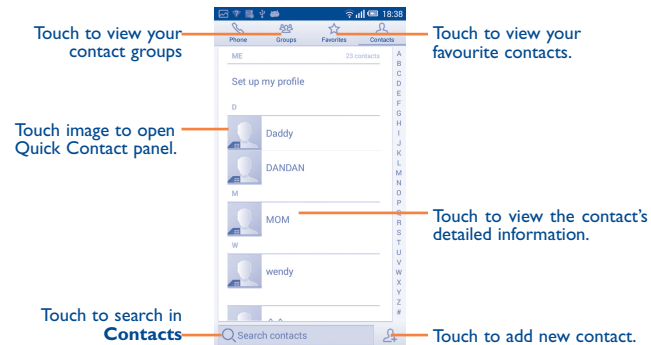 18:38
Phone
Groups
Favorites
Contacts
Touch to view your
contact groups
Touch to view your
favourite contacts.
ME
23 contacts
Set up my profile
D
Touch image to open
Quick Contact panel.
Daddy
DANDAN
M
MOM
Touch to view the contact's
detailed information.
W
wendy
A
B
C
D
E
F
G
H
I
J
K
L
M
N
O
P
Q
R
S
T
U
V
W
X
Y
Z
#
Touch to search in
Contacts
Search contacts
Touch to add new contact.